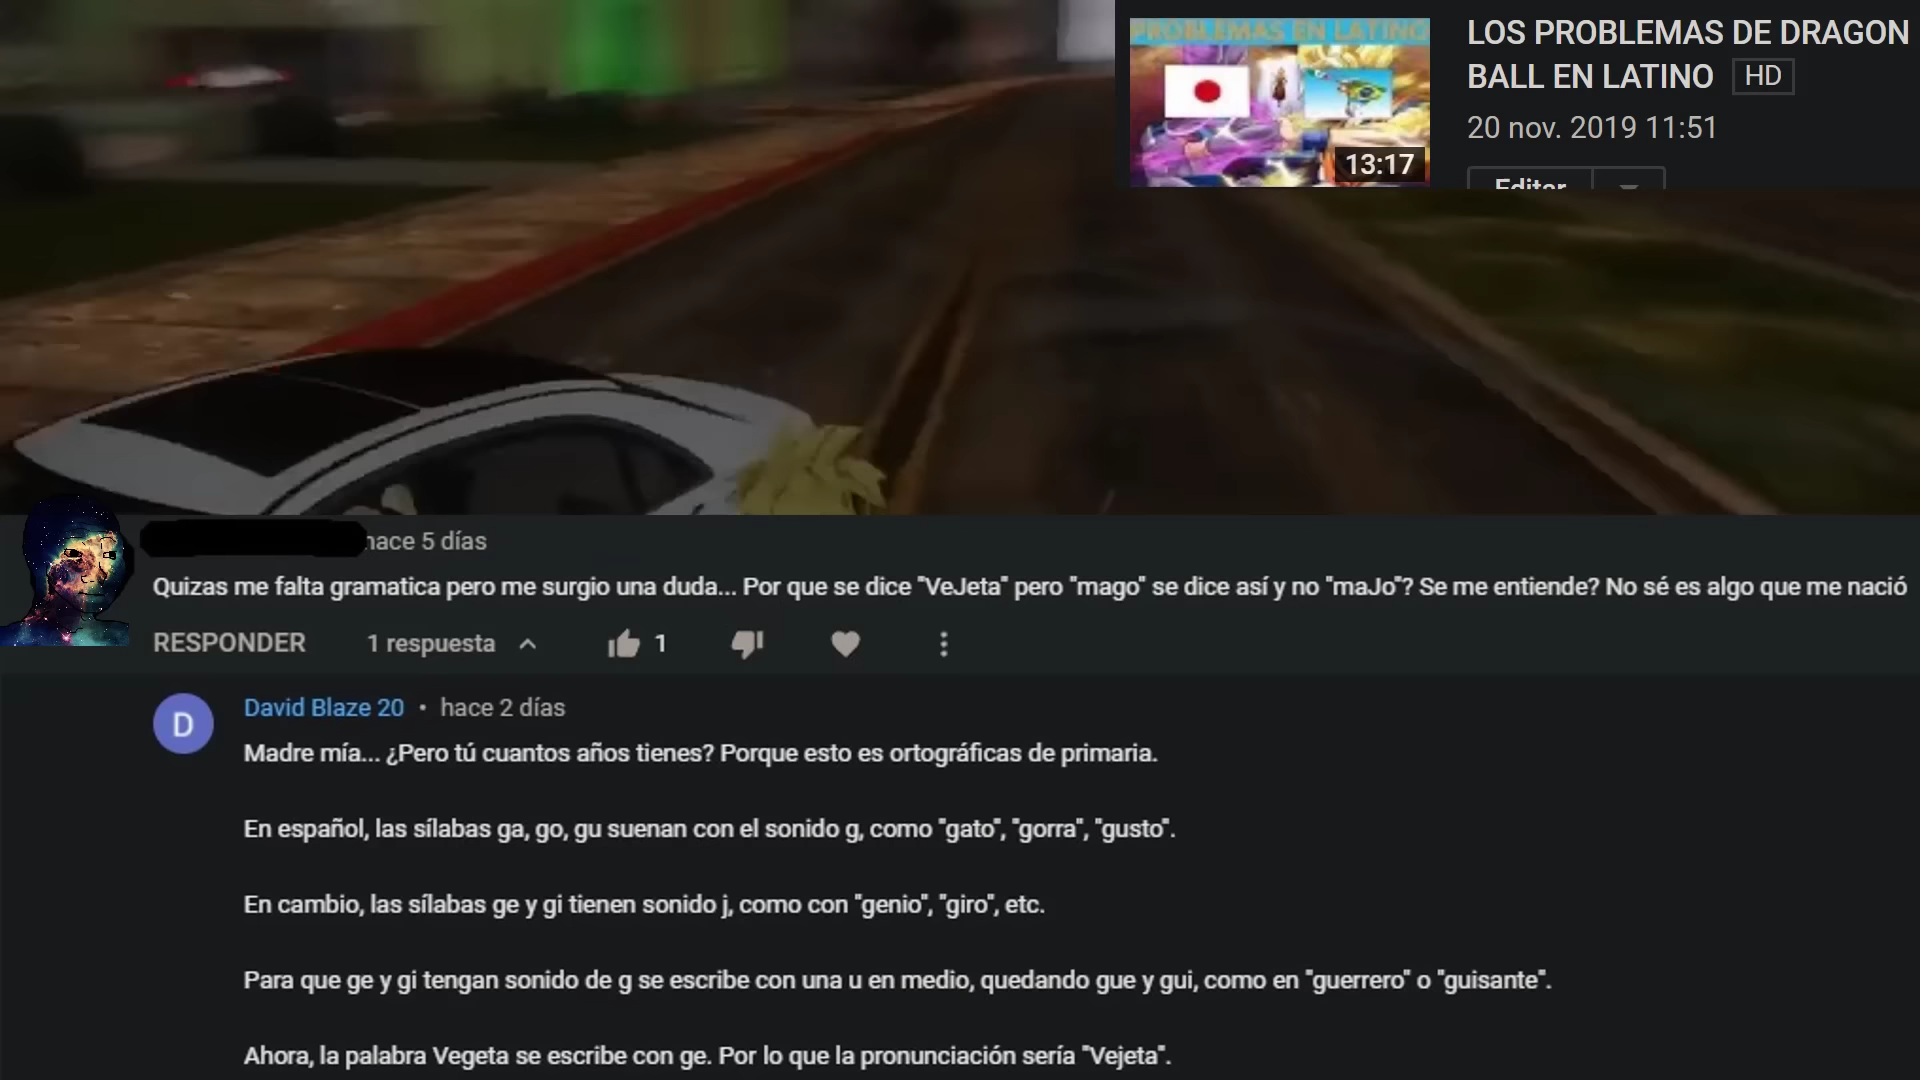 PROBLEMAS EN LATINO
13:17
LOS PROBLEMAS DE DRAGON
BALL EN LATINO HD
20 nov. 2019 11:51
Editar
hace 5 días
Quizas me falta gramatica pero me surgio una duda... Por que se dice "VeJeta" pero "mago" se dice así y no "maJo"? Se me entiende? No sé es algo que me nació
RESPONDER 1 respuesta 1
D
David Blaze 20 • hace 2 días
Madre mía... ¿Pero tú cuantos años tienes? Porque esto es ortográficas de primaria.
En español, las sílabas ga, go, gu suenan con el sonido g, como "gato", "gorra", "gusto".
En cambio, las sílabas ge y gi tienen sonido j, como con "genio", "giro", etc.
Para que ge y gi tengan sonido de g se escribe con una u en medio, quedando gue y gui, como en "guerrero" o "guisante".
Ahora, la palabra Vegeta se escribe con ge. Por lo que la pronunciación sería "Vejeta".